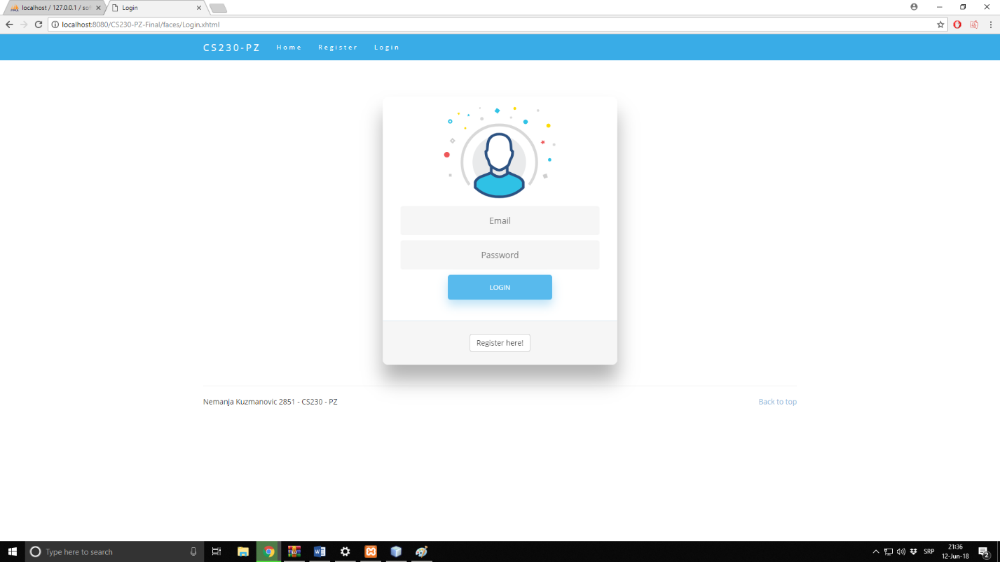 localhost / 127.0.0.1 / sof
Login
localhost:8080/CS230-PZ-Final/faces/Login.xhtml
CS230-PZ Home Register Login
Email
Password
LOGIN
Register here!
Nemanja Kuzmanovic 2851 - CS230 - PZ Back to top
Type here to search
SRP
21:36
12-Jun-18
2